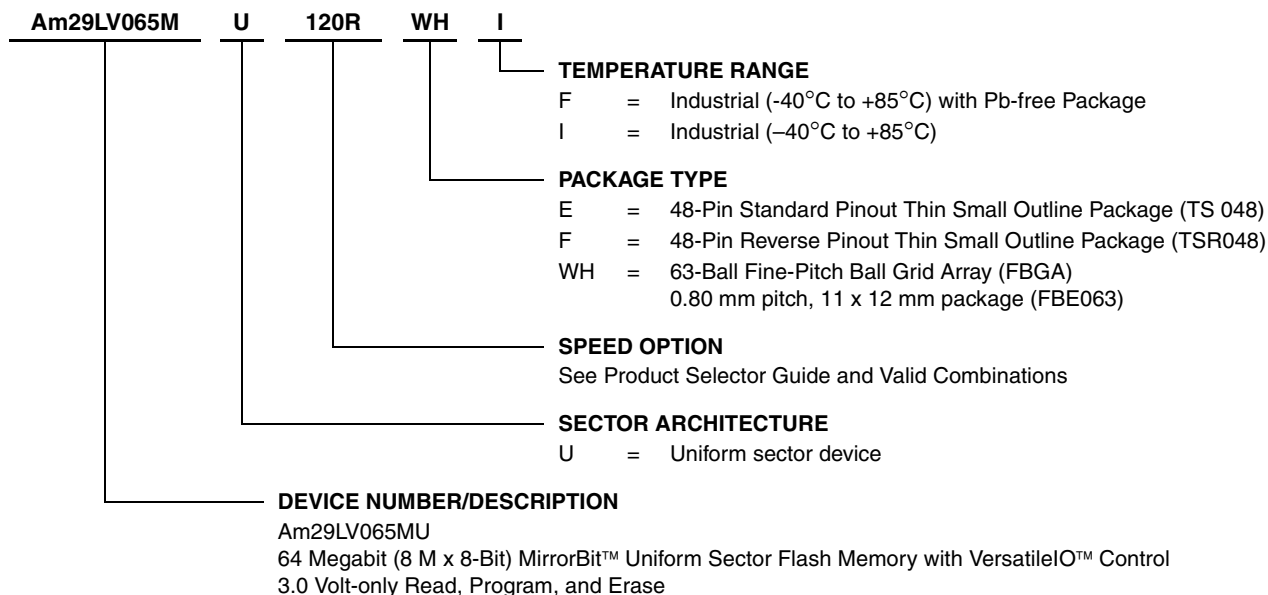 Am29LV065M U 120R WH I
TEMPERATURE RANGE
F = Industrial (-40°C to +85°C) with Pb-free Package
I = Industrial (–40°C to +85°C)
PACKAGE TYPE
E = 48-Pin Standard Pinout Thin Small Outline Package (TS 048)
F = 48-Pin Reverse Pinout Thin Small Outline Package (TSR048)
WH = 63-Ball Fine-Pitch Ball Grid Array (FBGA)
0.80 mm pitch, 11 x 12 mm package (FBE063)
SPEED OPTION
See Product Selector Guide and Valid Combinations
SECTOR ARCHITECTURE
U = Uniform sector device
DEVICE NUMBER/DESCRIPTION
Am29LV065MU
64 Megabit (8 M x 8-Bit) MirrorBit™ Uniform Sector Flash Memory with VersatileIO™ Control
3.0 Volt-only Read, Program, and Erase